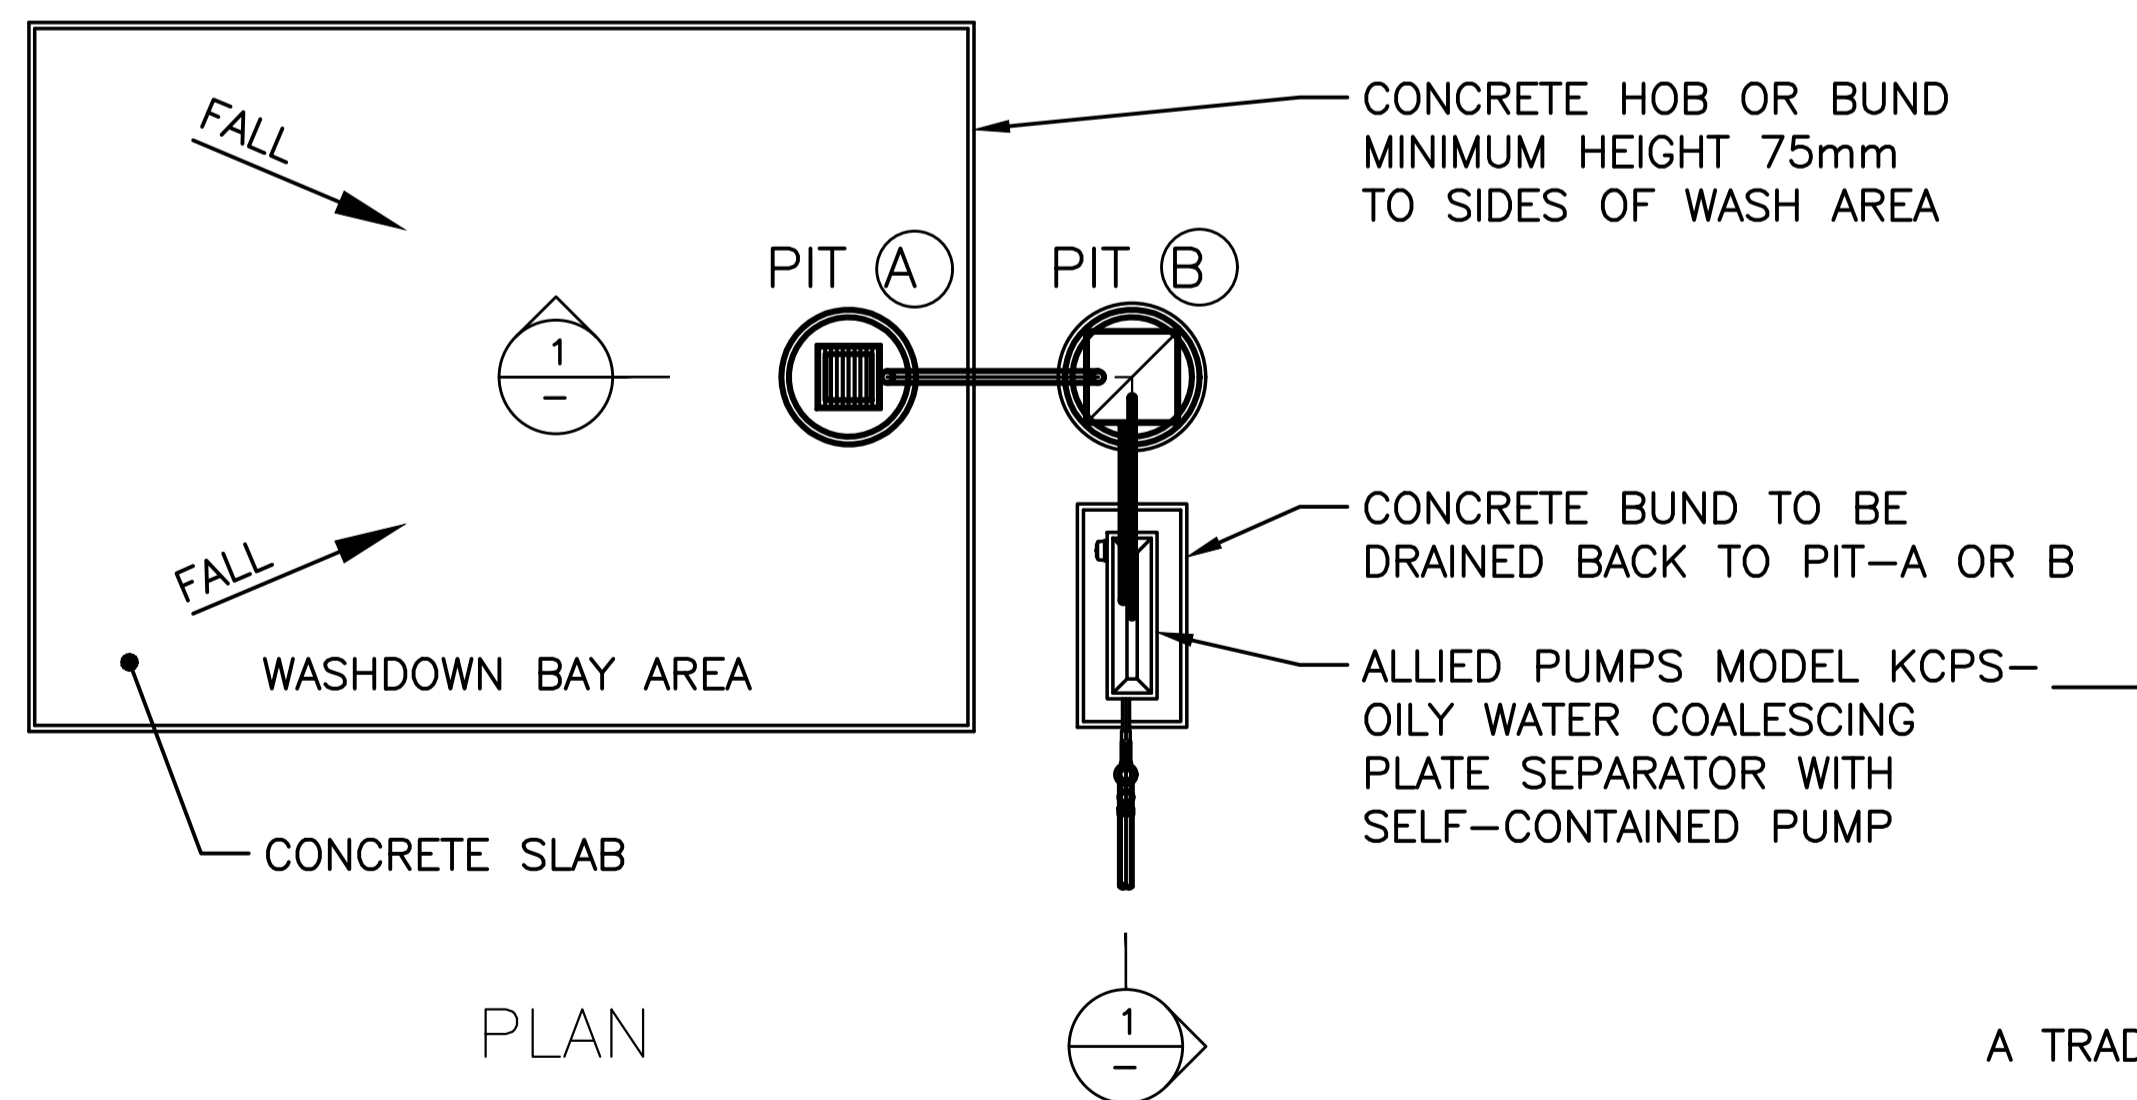 CONCRETE HOB OR BUND
MINIMUM HEIGHT 75mm
TO SIDES OF WASH AREA
FALL
PIT A
PIT B
1
–
CONCRETE BUND TO BE
DRAINED BACK TO PIT–A OR B
FALL
WASHDOWN BAY AREA
ALLIED PUMPS MODEL KCPS–
OILY WATER COALESCING
PLATE SEPARATOR WITH
SELF–CONTAINED PUMP
CONCRETE SLAB
PLAN
1
–
A TRAD